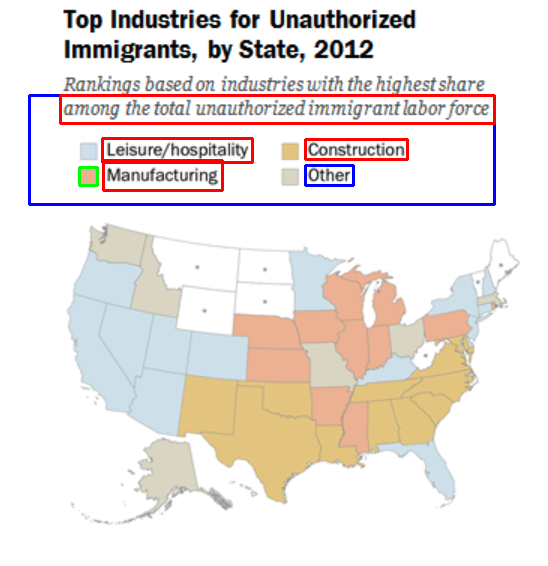 Top Industries for Unauthorized
Immigrants, by State, 2012
Rankings based on industries with the highest share
among the total unauthorized immigrant labor force
Leisure/hospitality Construction
Manufacturing Other